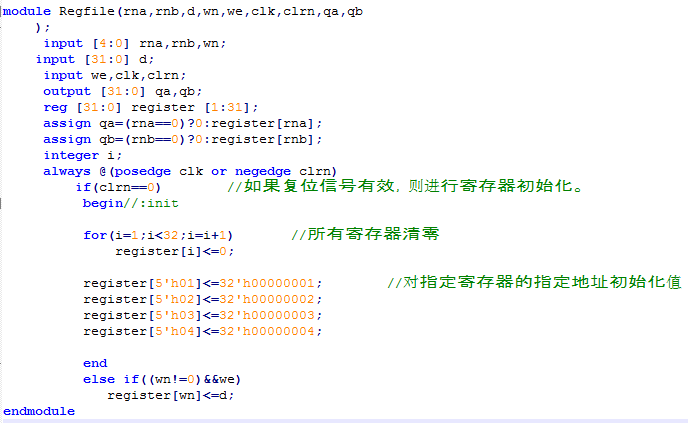 module Regfile(rna,rnb,d,wn,we,clk,clrn,qa,qb
);
input [4:0] rna,rnb,wn;
input [31:0] d;
input we,clk,clrn;
output [31:0] qa,qb;
reg [31:0] register [1:31];
assign qa=(rna==0)?0:register[rna];
assign qb=(rnb==0)?0:register[rnb];
integer i;
always @(posedge clk or negedge clrn)
if(clrn==0) //如果复位信号有效, 则进行寄存器初始化。
begin//:init
for(i=1;i<32;i=i+1) //所有寄存器清零
register[i]<=0;
register[5'h01]<=32'h00000001; //对指定寄存器的指定地址初始化值
register[5'h02]<=32'h00000002;
register[5'h03]<=32'h00000003;
register[5'h04]<=32'h00000004;
end
else if((wn!=0)&&we)
register[wn]<=d;
endmodule